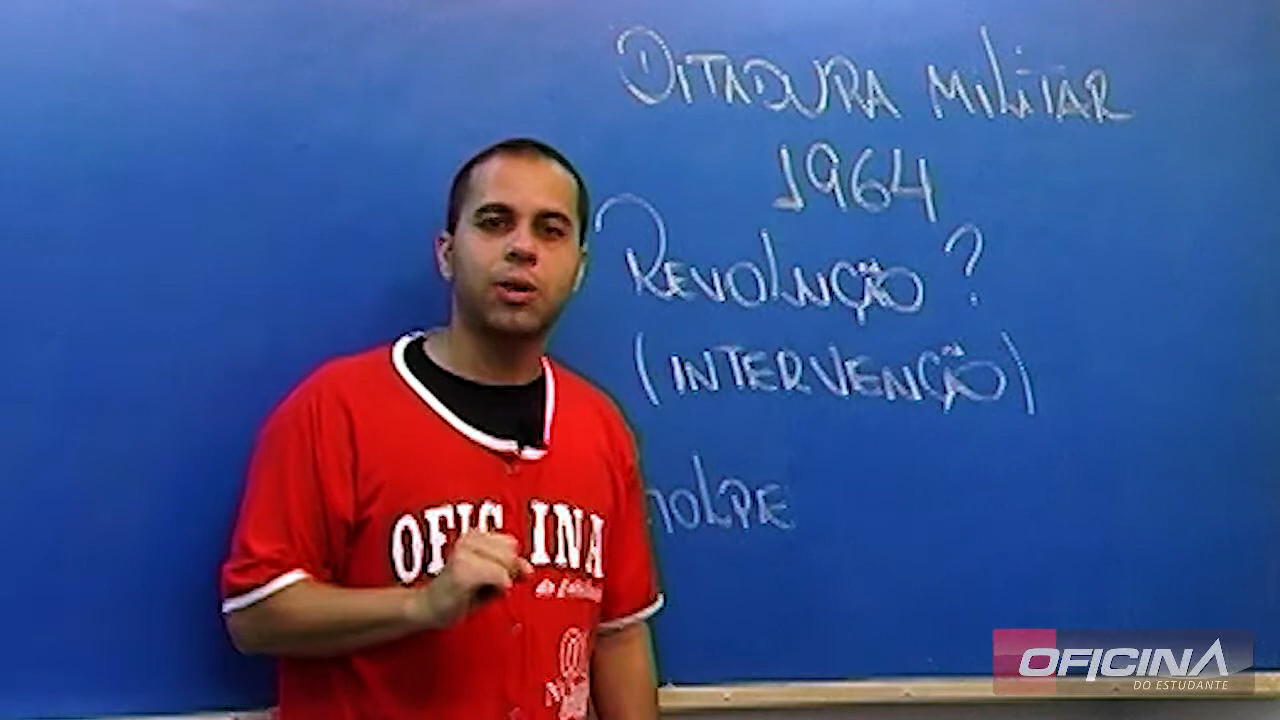 DITADURA MILITAR
1964
REVOLUÇÃO?
(INTERVENÇÃO)
OFICINA
OFICINA
DO ESTUDANTE